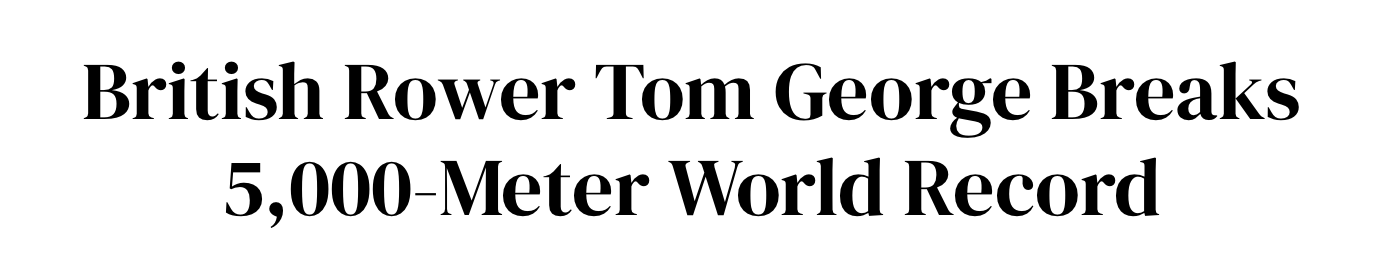 British Rower Tom George Breaks
5,000-Meter World Record